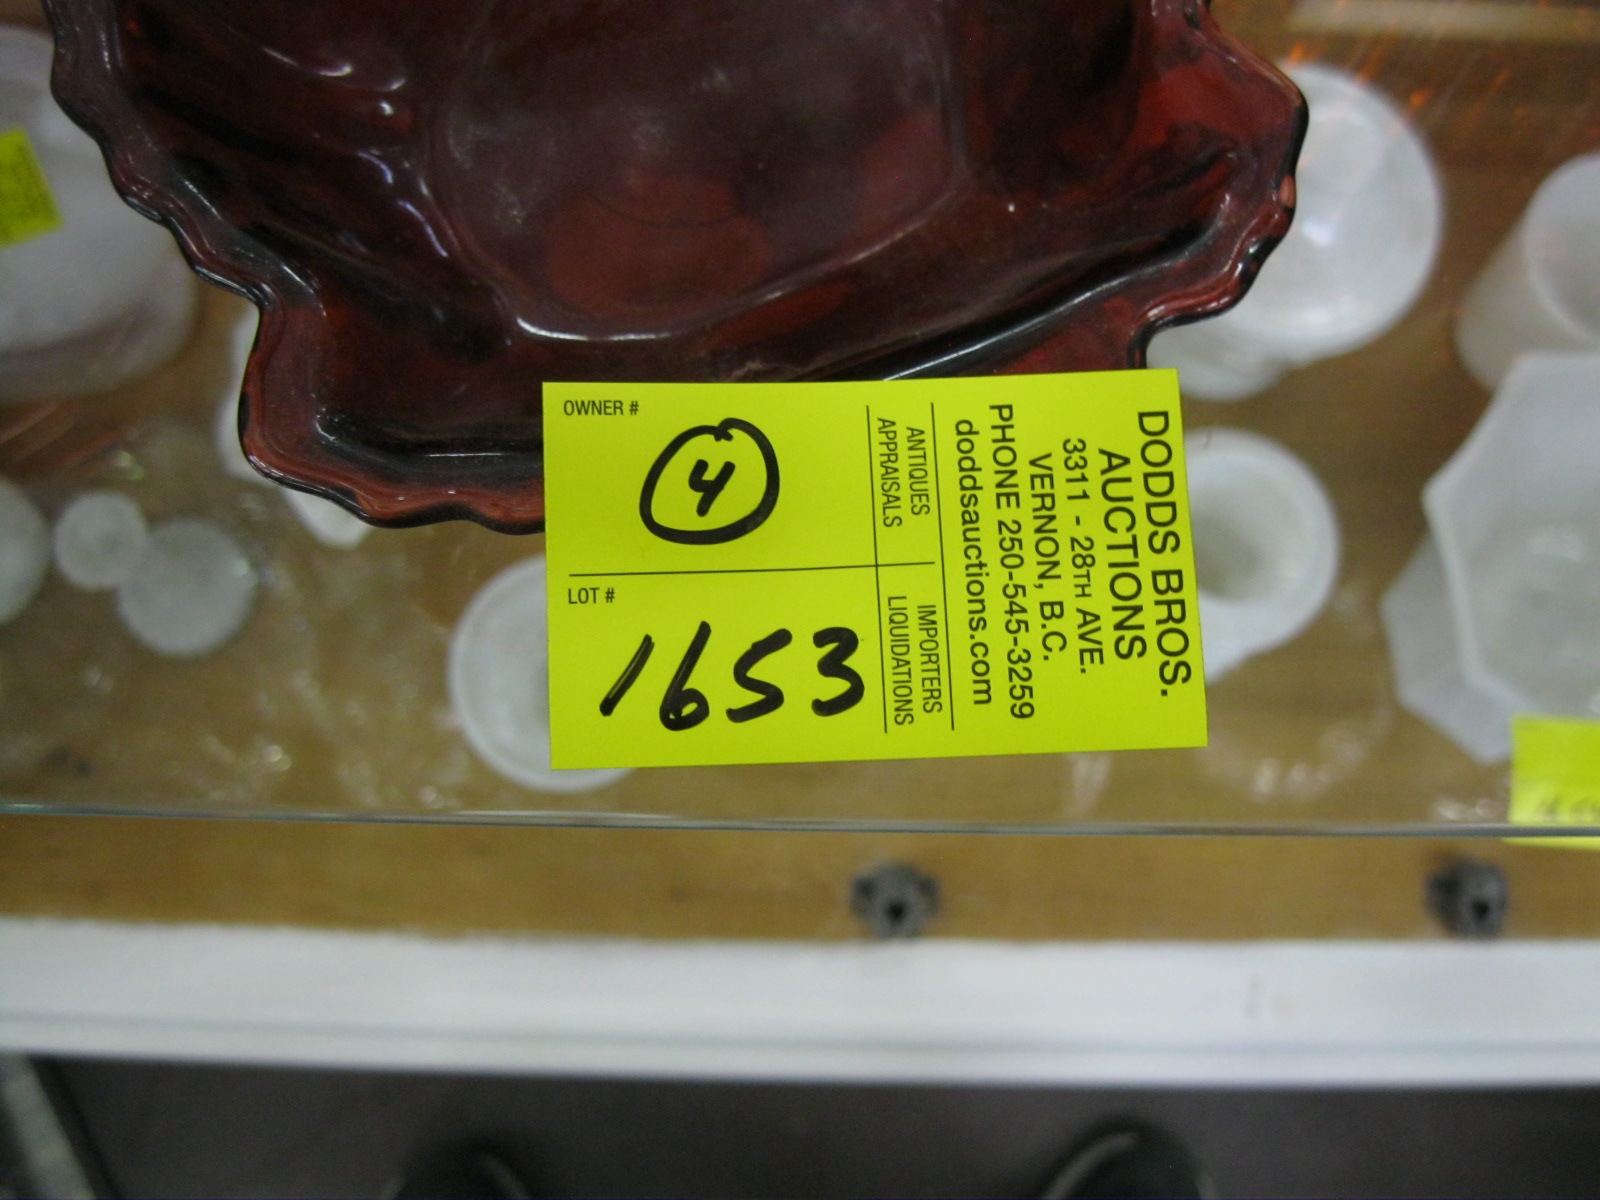 OWNER #
4
LOT #
1653
DODDS BROS.
AUCTIONS
3311 - 28TH AVE.
VERNON, B.C.
PHONE 250-545-3259
doddsauctions.com
ANTIQUES
APPRAISALS
IMPORTERS
LIQUIDATIONS